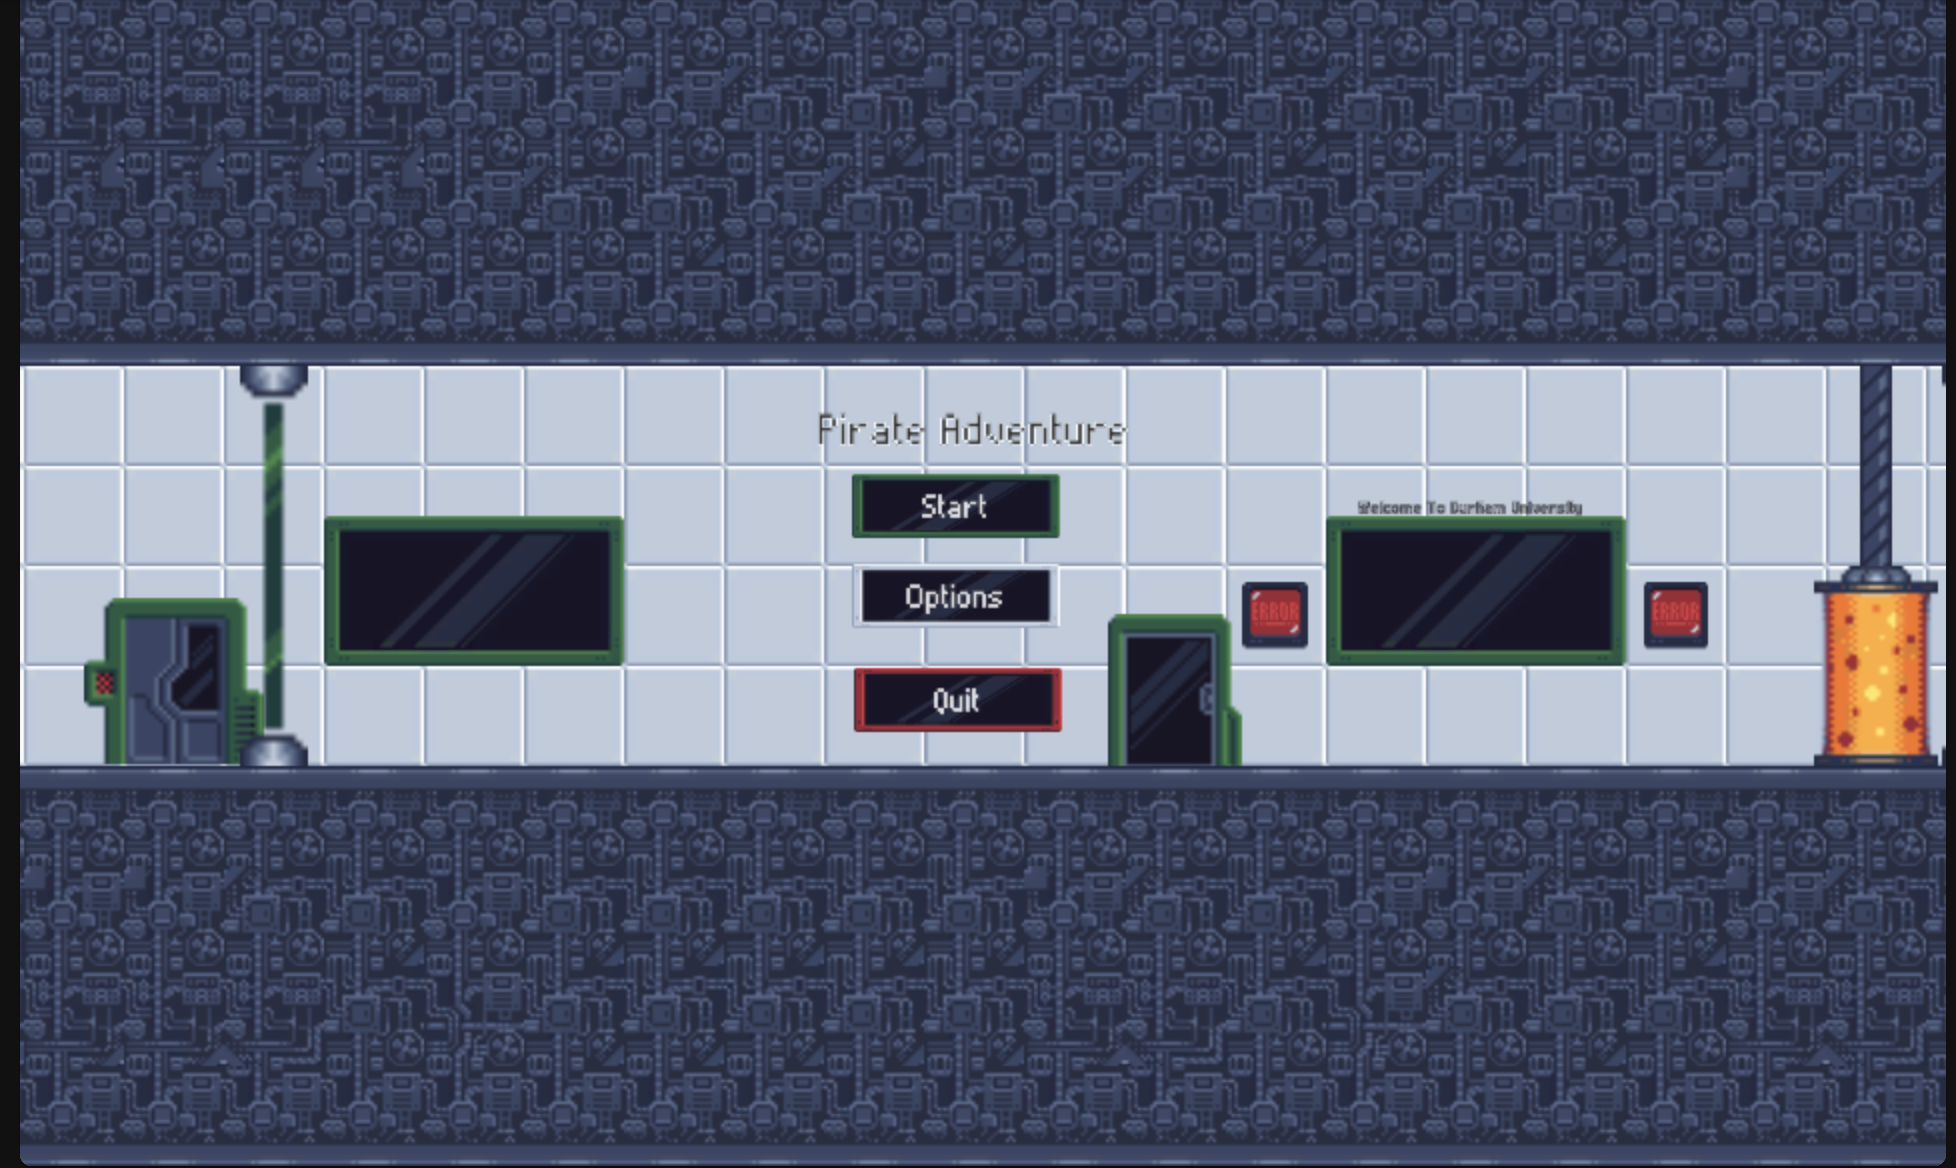 Pirate Adventure
Start
Welcome To Durham University
Options
ERROR
ERROR
Quit